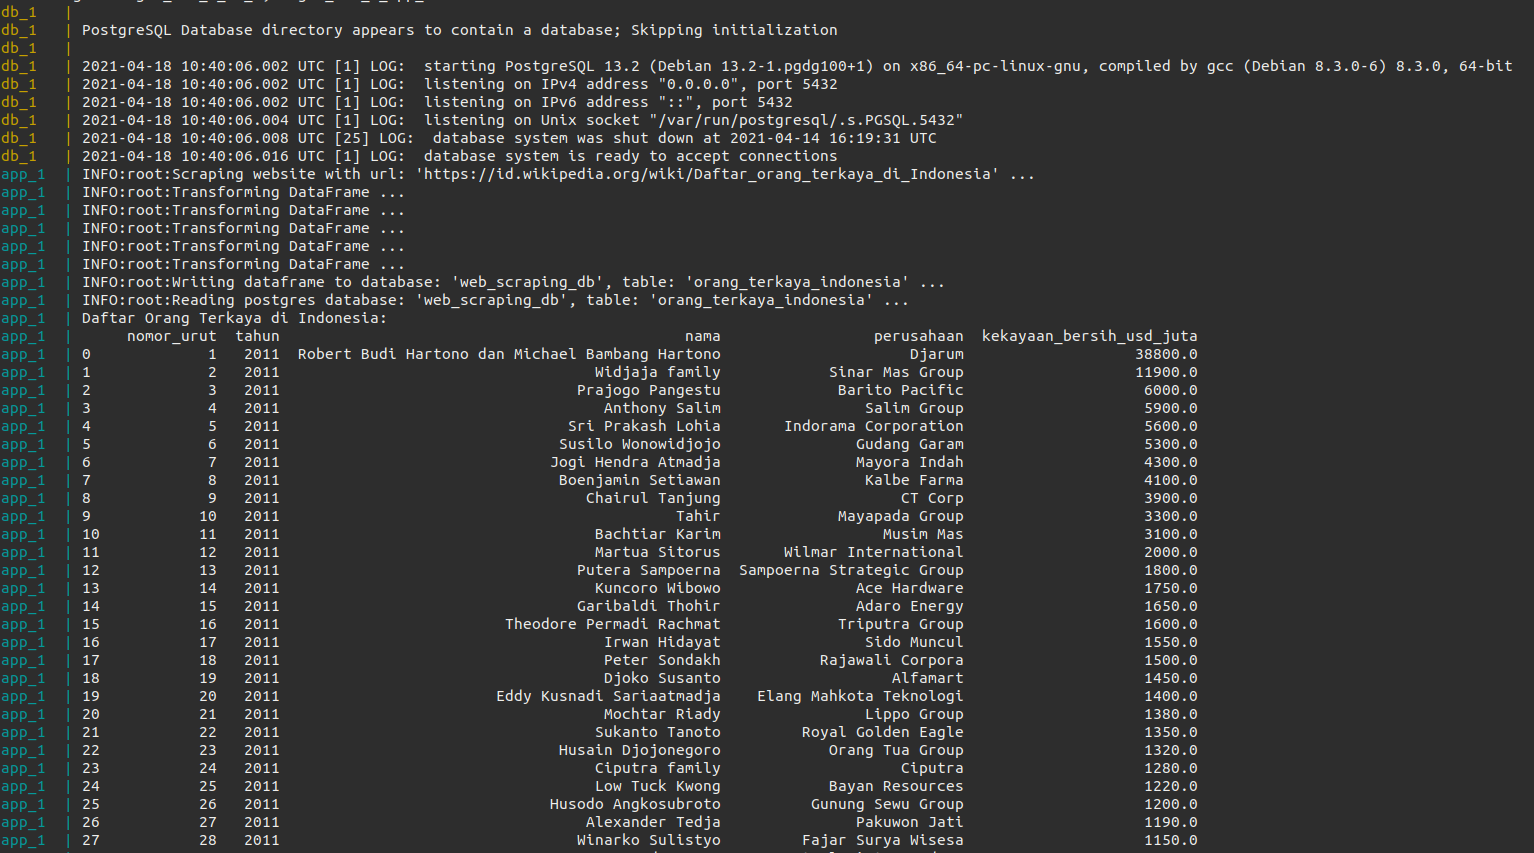 db_1 |
db_1 | PostgreSQL Database directory appears to contain a database; Skipping initialization
db_1 |
db_1 | 2021-04-18 10:40:06.002 UTC [1] LOG: starting PostgreSQL 13.2 (Debian 13.2-1.pgdg100+1) on x86_64-pc-linux-gnu, compiled by gcc (Debian 8.3.0-6) 8.3.0, 64-bit
db_1 | 2021-04-18 10:40:06.002 UTC [1] LOG: listening on IPv4 address "0.0.0.0", port 5432
db_1 | 2021-04-18 10:40:06.002 UTC [1] LOG: listening on IPv6 address "::", port 5432
db_1 | 2021-04-18 10:40:06.004 UTC [1] LOG: listening on Unix socket "/var/run/postgresql/.s.PGSQL.5432"
db_1 | 2021-04-18 10:40:06.008 UTC [25] LOG: database system was shut down at 2021-04-14 16:19:31 UTC
db_1 | 2021-04-18 10:40:06.016 UTC [1] LOG: database system is ready to accept connections
app_1 | INFO:root:Scraping website with url: 'https://id.wikipedia.org/wiki/Daftar_orang_terkaya_di_Indonesia' ...
app_1 | INFO:root:Transforming DataFrame ...
app_1 | INFO:root:Transforming DataFrame ...
app_1 | INFO:root:Transforming DataFrame ...
app_1 | INFO:root:Transforming DataFrame ...
app_1 | INFO:root:Transforming DataFrame ...
app_1 | INFO:root:Writing dataframe to database: 'web_scraping_db', table: 'orang_terkaya_indonesia' ...
app_1 | INFO:root:Reading postgres database: 'web_scraping_db', table: 'orang_terkaya_indonesia' ...
app_1 | Daftar Orang Terkaya di Indonesia:
app_1 | nomor_urut tahun nama perusahaan kekayaan_bersih_usd_juta
app_1 | 0 1 2011 Robert Budi Hartono dan Michael Bambang Hartono Djarum 38800.0
app_1 | 1 2 2011 Widjaja family Sinar Mas Group 11900.0
app_1 | 2 3 2011 Prajogo Pangestu Barito Pacific 6000.0
app_1 | 3 4 2011 Anthony Salim Salim Group 5900.0
app_1 | 4 5 2011 Sri Prakash Lohia Indorama Corporation 5600.0
app_1 | 5 6 2011 Susilo Wonowidjojo Gudang Garam 5300.0
app_1 | 6 7 2011 Jogi Hendra Atmadja Mayora Indah 4300.0
app_1 | 7 8 2011 Boenjamin Setiawan Kalbe Farma 4100.0
app_1 | 8 9 2011 Chairul Tanjung CT Corp 3900.0
app_1 | 9 10 2011 Tahir Mayapada Group 3300.0
app_1 | 10 11 2011 Bachtiar Karim Musim Mas 3100.0
app_1 | 11 12 2011 Martua Sitorus Wilmar International 2000.0
app_1 | 12 13 2011 Putera Sampoerna Sampoerna Strategic Group 1800.0
app_1 | 13 14 2011 Kuncoro Wibowo Ace Hardware 1750.0
app_1 | 14 15 2011 Garibaldi Thohir Adaro Energy 1650.0
app_1 | 15 16 2011 Theodore Permadi Rachmat Triputra Group 1600.0
app_1 | 16 17 2011 Irwan Hidayat Sido Muncul 1550.0
app_1 | 17 18 2011 Peter Sondakh Rajawali Corpora 1500.0
app_1 | 18 19 2011 Djoko Susanto Alfamart 1450.0
app_1 | 19 20 2011 Eddy Kusnadi Sariaatmadja Elang Mahkota Teknologi 1400.0
app_1 | 20 21 2011 Mochtar Riady Lippo Group 1380.0
app_1 | 21 22 2011 Sukanto Tanoto Royal Golden Eagle 1350.0
app_1 | 22 23 2011 Husain Djojonegoro Orang Tua Group 1320.0
app_1 | 23 24 2011 Ciputra family Ciputra 1280.0
app_1 | 24 25 2011 Low Tuck Kwong Bayan Resources 1220.0
app_1 | 25 26 2011 Husodo Angkosubroto Gunung Sewu Group 1200.0
app_1 | 26 27 2011 Alexander Tedja Pakuwon Jati 1190.0
app_1 | 27 28 2011 Winarko Sulistyo Fajar Surya Wisesa 1150.0